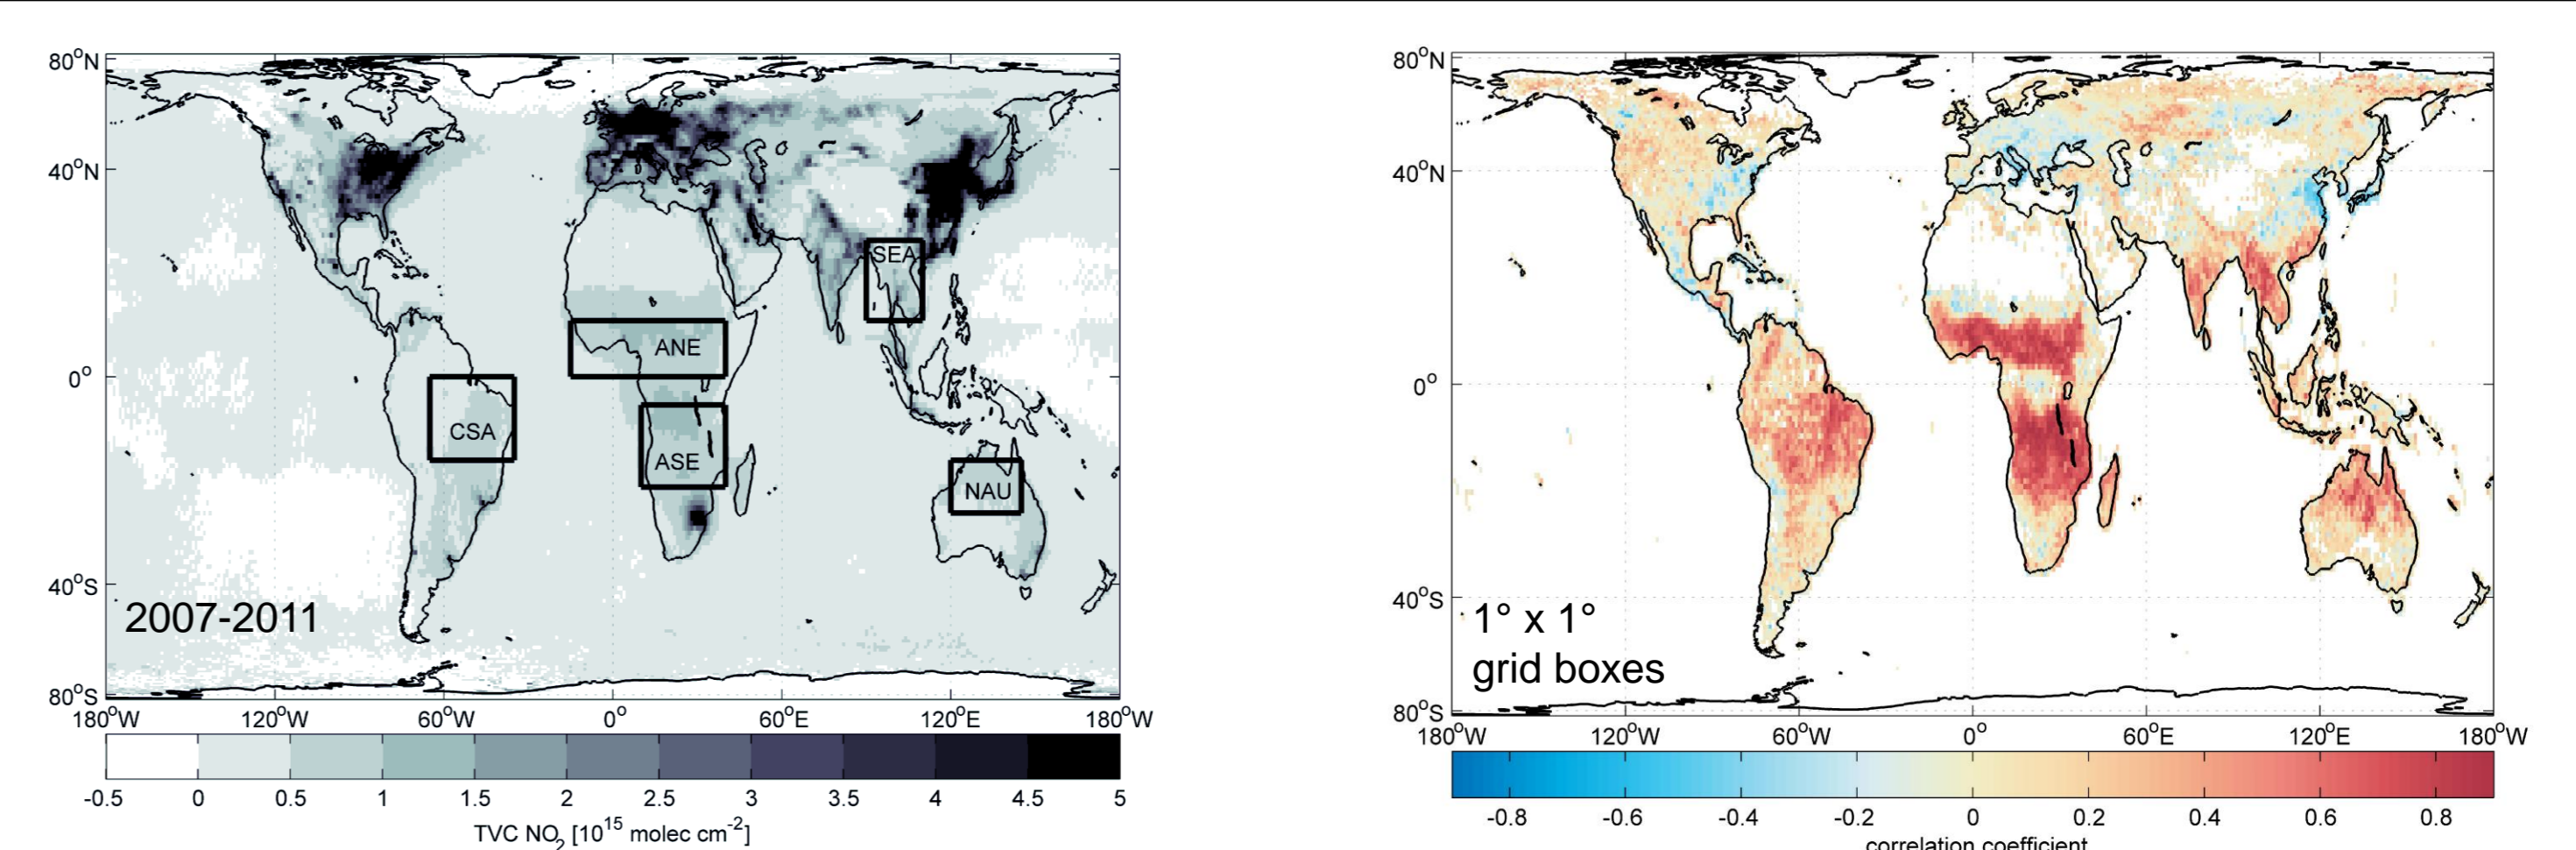 80°N
40°N
0°
40°S
80°S
180°W 120°W 60°W 0° 60°E 120°E 180°W
SEA
ANE
CSA
ASE
NAU
2007-2011
-0.5 0 0.5 1 1.5 2 2.5 3 3.5 4 4.5 5
TVC NO₂ [10¹⁵ molec cm⁻²]
80°N
40°N
0°
40°S
80°S
1° x 1°
grid boxes
180°W 120°W 60°W 0° 60°E 120°E 180°W
-0.8 -0.6 -0.4 -0.2 0 0.2 0.4 0.6 0.8
correlation coefficient